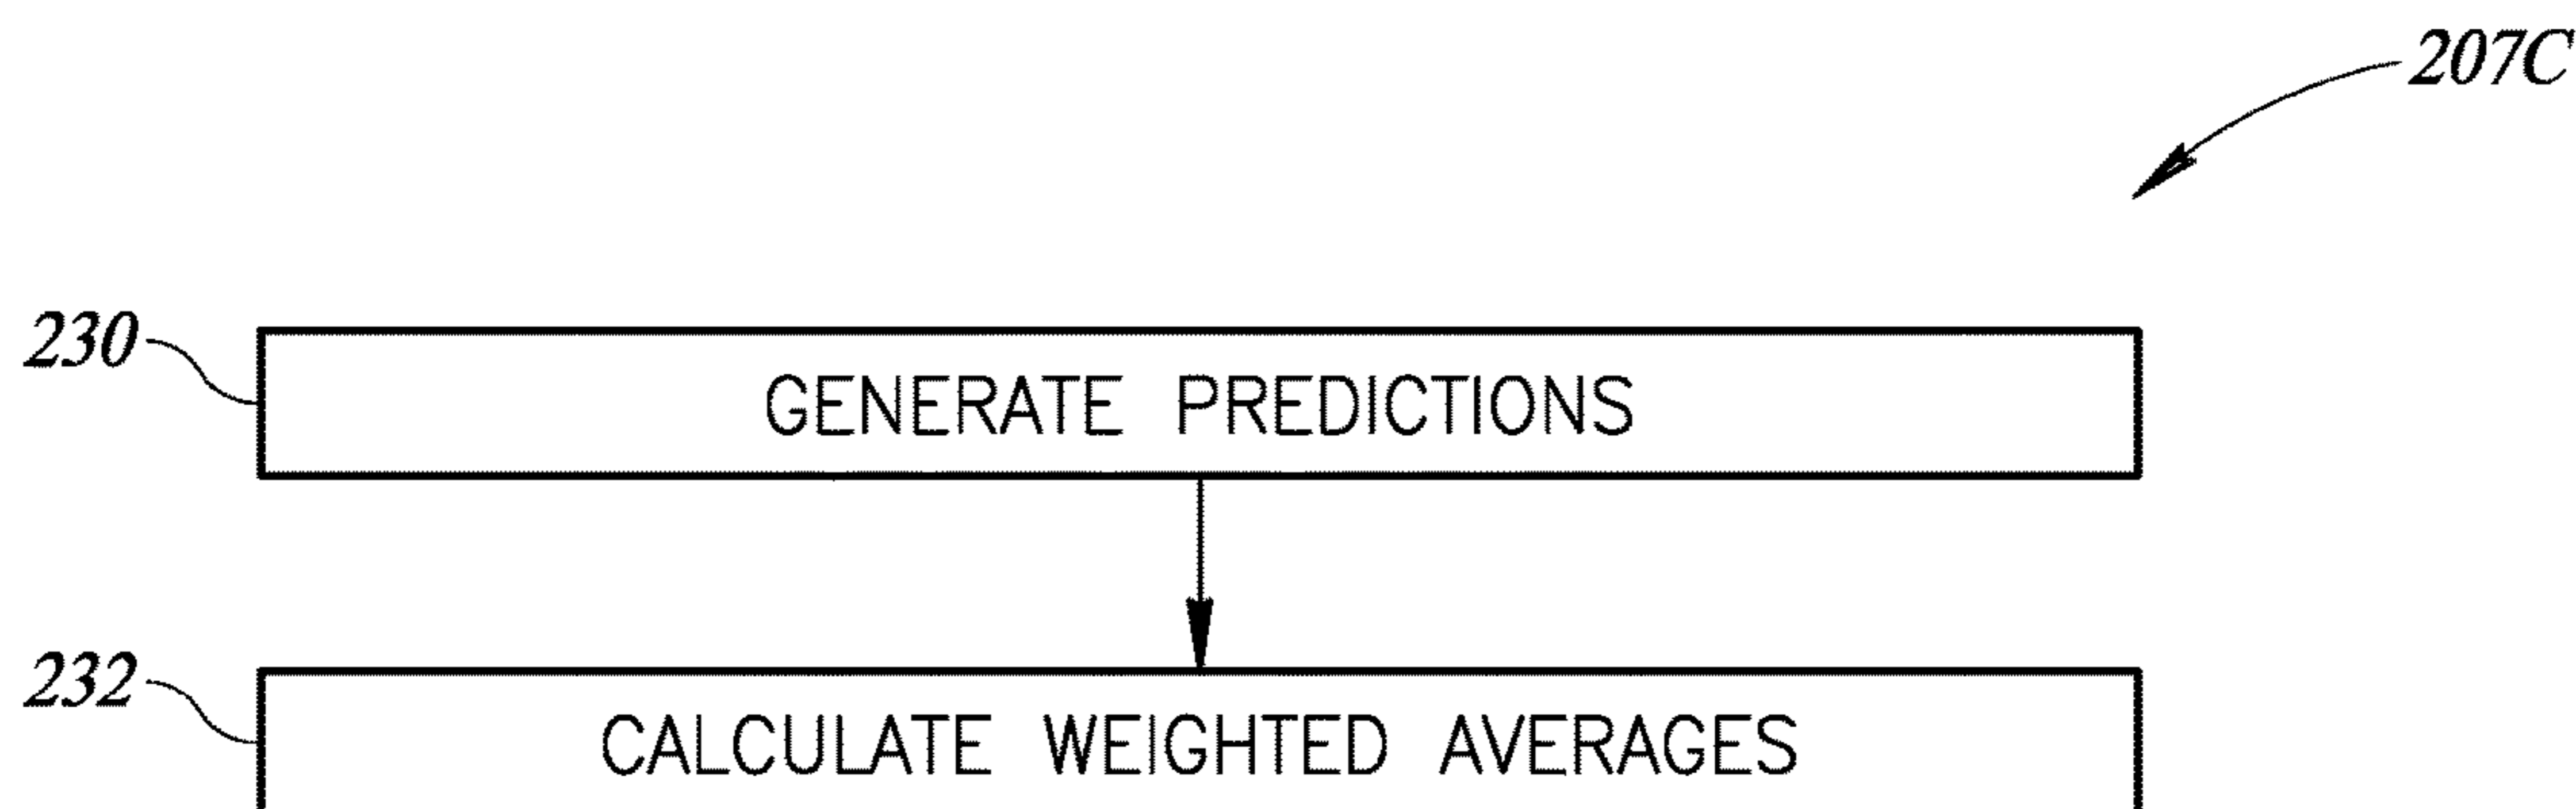 207C
230
GENERATE PREDICTIONS
232
CALCULATE WEIGHTED AVERAGES